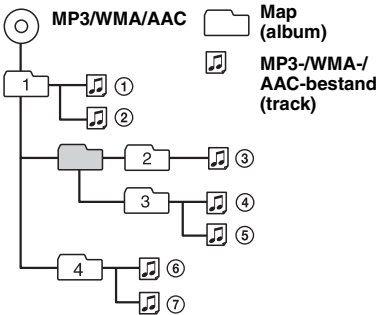 MP3/WMA/AAC
Map
(album)
MP3-/WMA-/
AAC-bestand
(track)
1
①
②
2
③
3
④
⑤
4
⑥
⑦